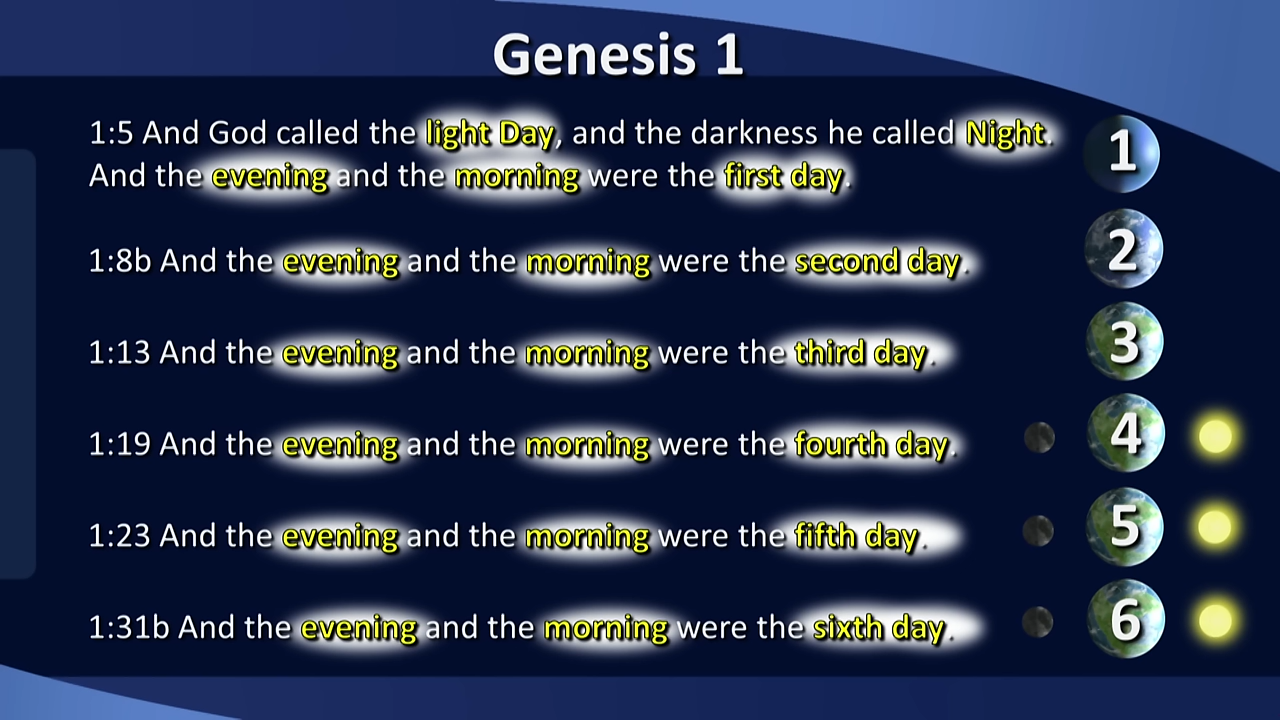 Genesis 1
1:5 And God called the light Day, and the darkness he called Night.
And the evening and the morning were the first day.
1
1:8b And the evening and the morning were the second day.
2
1:13 And the evening and the morning were the third day.
3
1:19 And the evening and the morning were the fourth day.
4
1:23 And the evening and the morning were the fifth day.
5
1:31b And the evening and the morning were the sixth day.
6